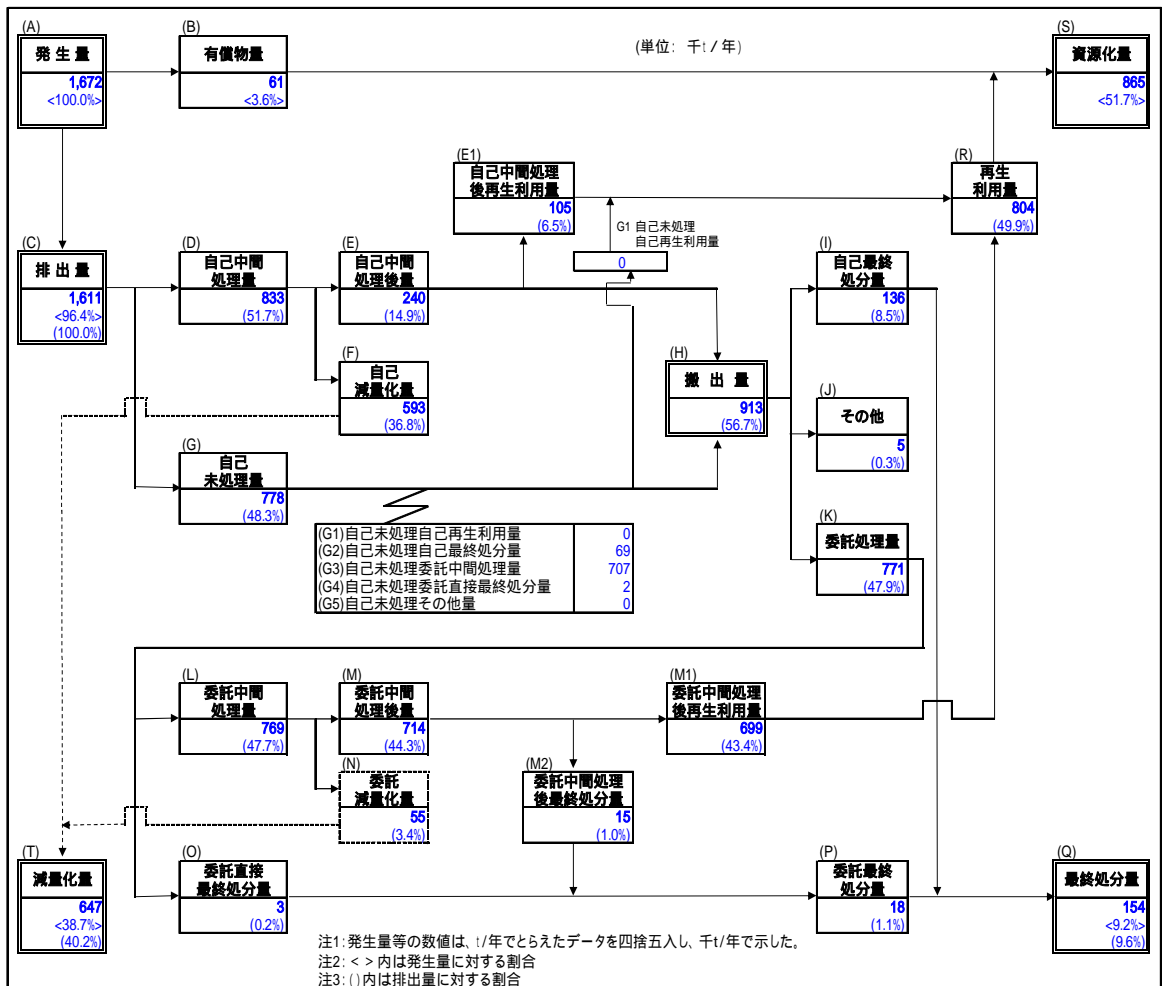 (A)
発 生 量
1,672
<100.0%>
(B)
有償物量
61
<3.6%>
(単位: 千t/年)
(S)
資源化量
865
<51.7%>
(E1)
自己中間処理
後再生利用量
105
(6.5%)
(R)
再生
利用量
804
(49.9%)
G1 自己未処理
自己再生利用量
0
(C)
排 出 量
1,611
<96.4%>
(100.0%)
(D)
自己中間
処理量
833
(51.7%)
(E)
自己中間
処理後量
240
(14.9%)
(I)
自己最終
処分量
136
(8.5%)
(F)
自己
減量化量
593
(36.8%)
(H)
搬 出 量
913
(56.7%)
(J)
その他
5
(0.3%)
(G)
自己
未処理量
778
(48.3%)
(K)
委託処理量
771
(47.9%)
(G1)自己未処理自己再生利用量 0
(G2)自己未処理自己最終処分量 69
(G3)自己未処理委託中間処理量 707
(G4)自己未処理委託直接最終処分量 2
(G5)自己未処理その他量 0
(L)
委託中間
処理量
769
(47.7%)
(M)
委託中間
処理後量
714
(44.3%)
(M1)
委託中間処理
後再生利用量
699
(43.4%)
(N)
委託
減量化量
55
(3.4%)
(M2)
委託中間処理
後最終処分量
15
(1.0%)
(T)
減量化量
647
<38.7%>
(40.2%)
(O)
委託直接
最終処分量
3
(0.2%)
(P)
委託最終
処分量
18
(1.1%)
(Q)
最終処分量
154
<9.2%>
(9.6%)
注1:発生量等の数値は、t/年でとらえたデータを四捨五入し、千t/年で示した。
注2:< >内は発生量に対する割合
注3:()内は排出量に対する割合